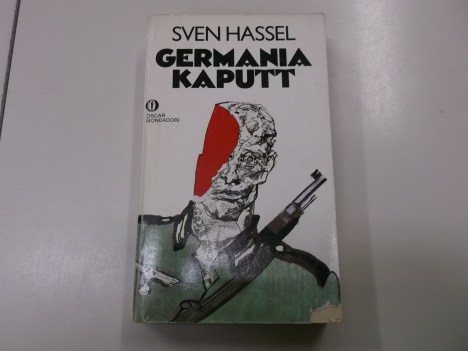 SVEN HASSEL
GERMANIA
KAPUTT
OSCAR
MONDADORI